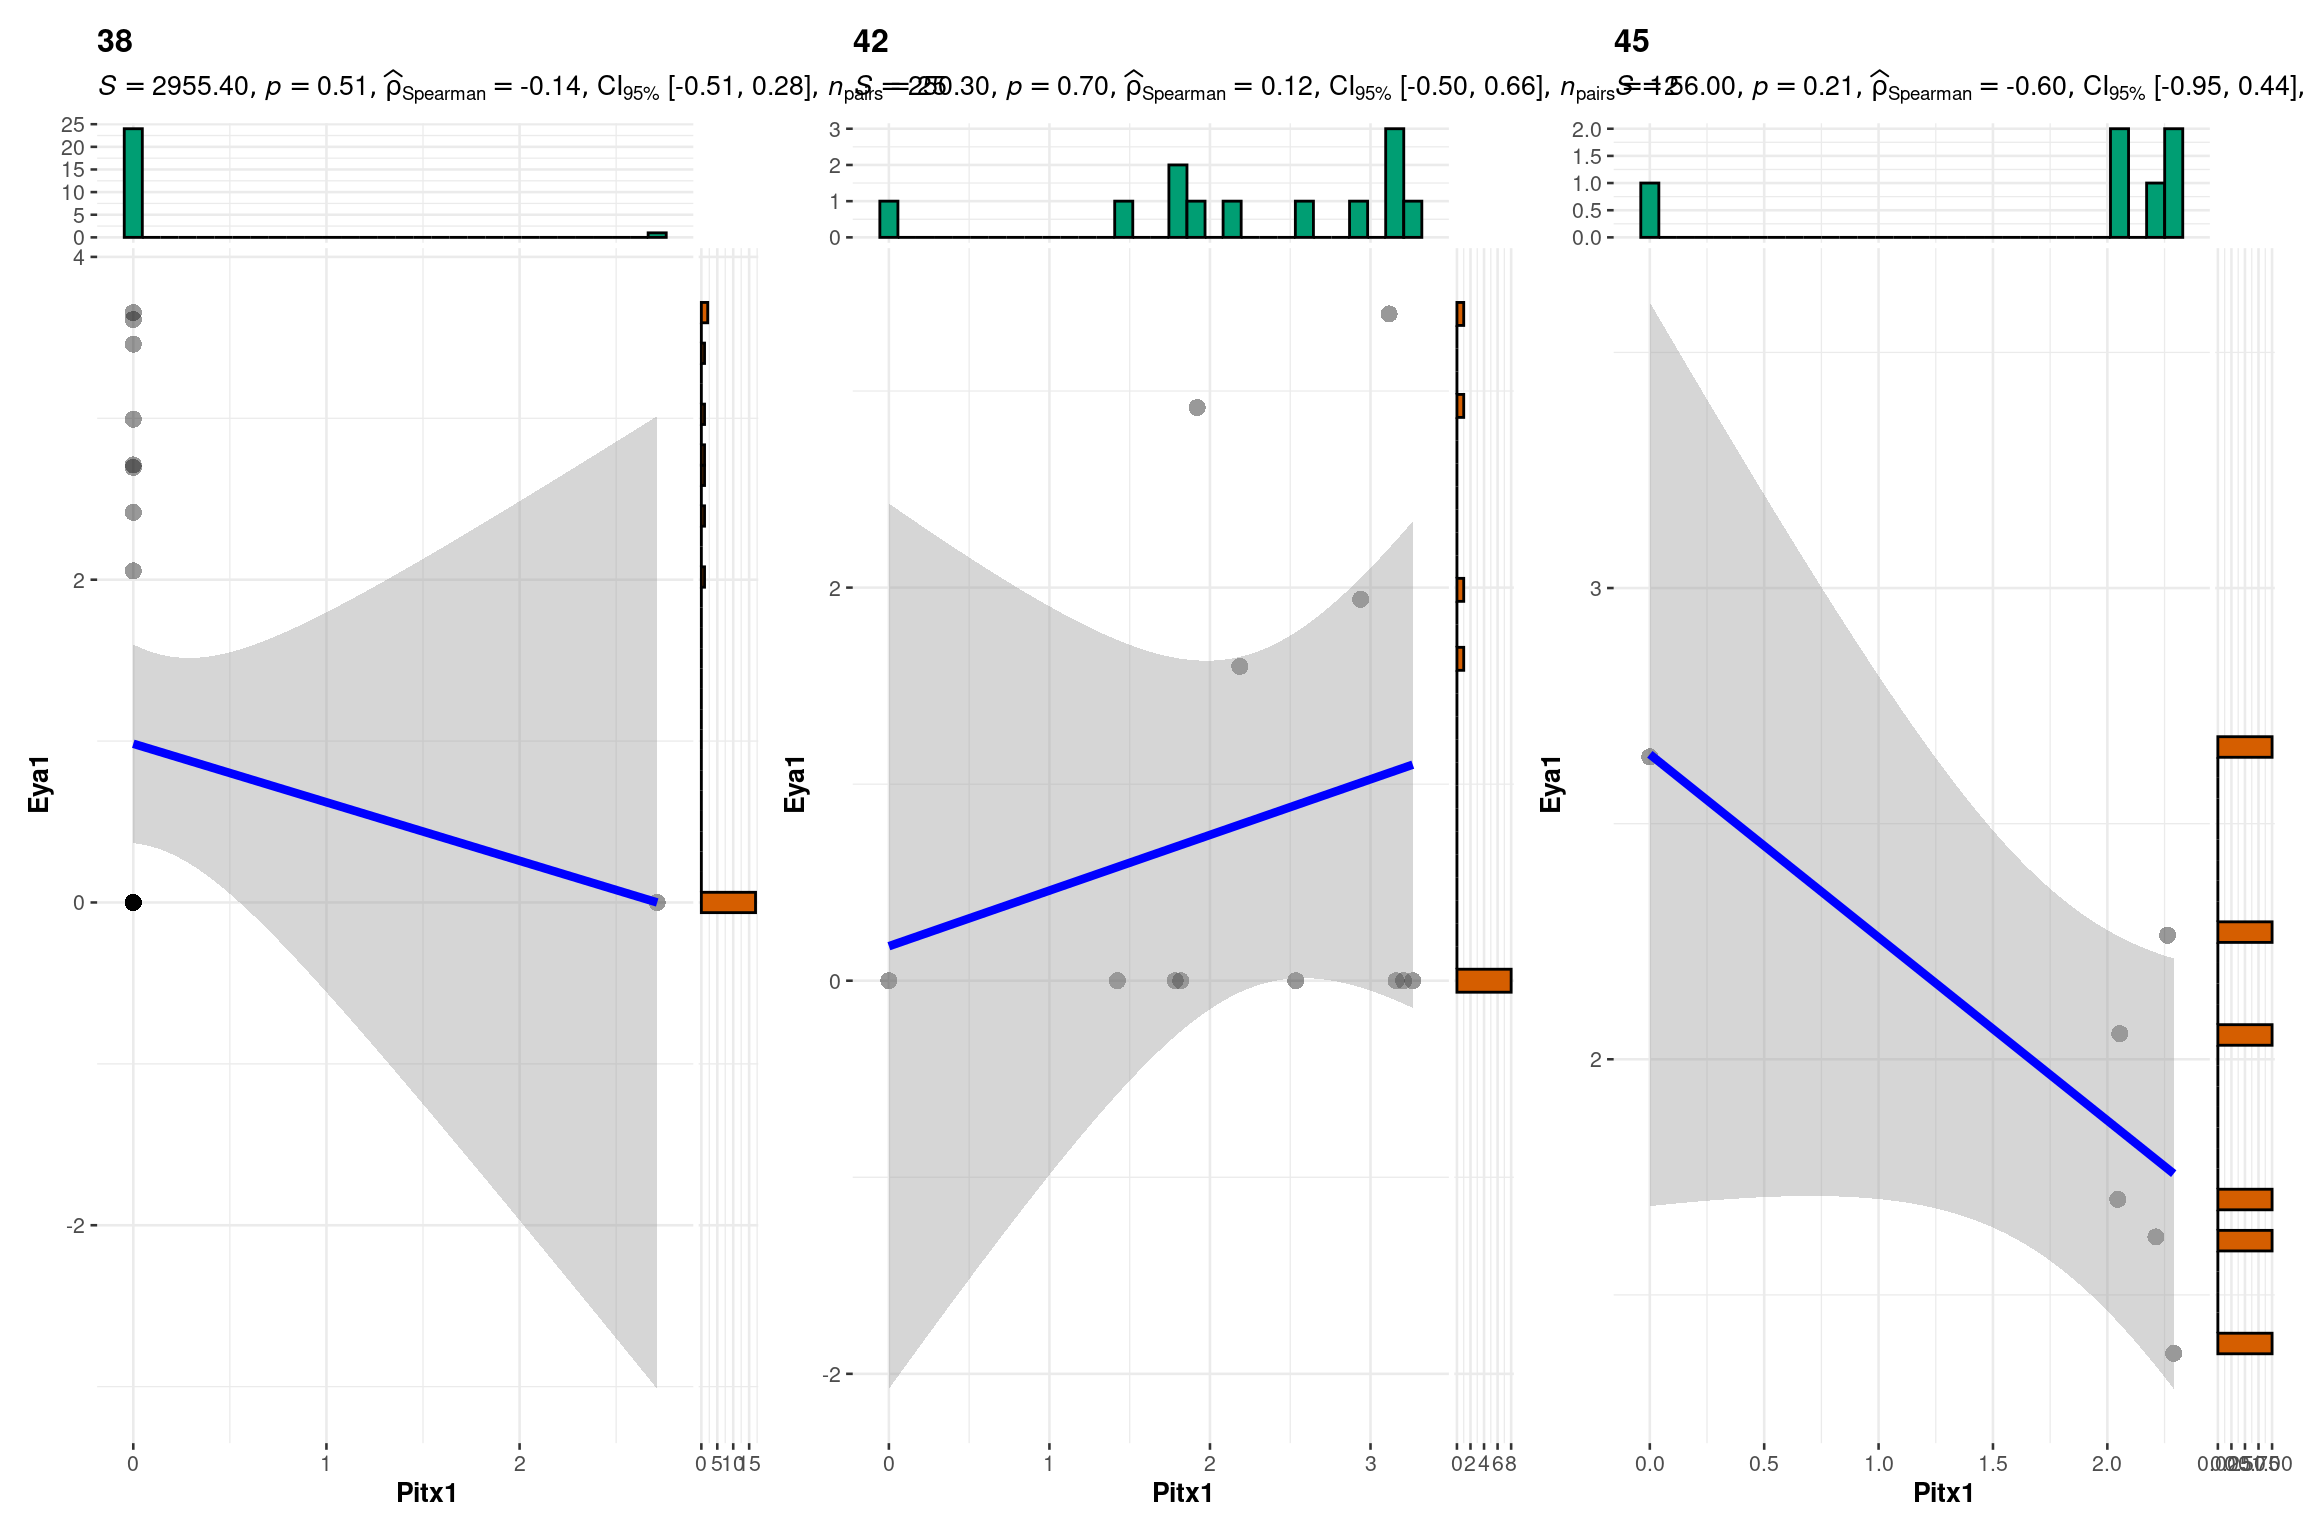 38 42 45
S = 2955.40, p = 0.51, ρ̂Spearman = -0.14, CI95% [-0.51, 0.28], npairs = 25
S = 250.30, p = 0.70, ρ̂Spearman = 0.12, CI95% [-0.50, 0.66], npairs = 12
S = 56.00, p = 0.21, ρ̂Spearman = -0.60, CI95% [-0.95, 0.44],
25
20
15
10
5
0
3
2
1
0
2.0
1.5
1.0
0.5
0.0
4
2
0
-2
2
0
-2
3
2
Eya1
Eya1
Eya1
0 1 2
0 5 10 15
0 1 2 3
0 2 4 6 8
0.0 0.5 1.0 1.5 2.0
Pitx1 Pitx1 Pitx1